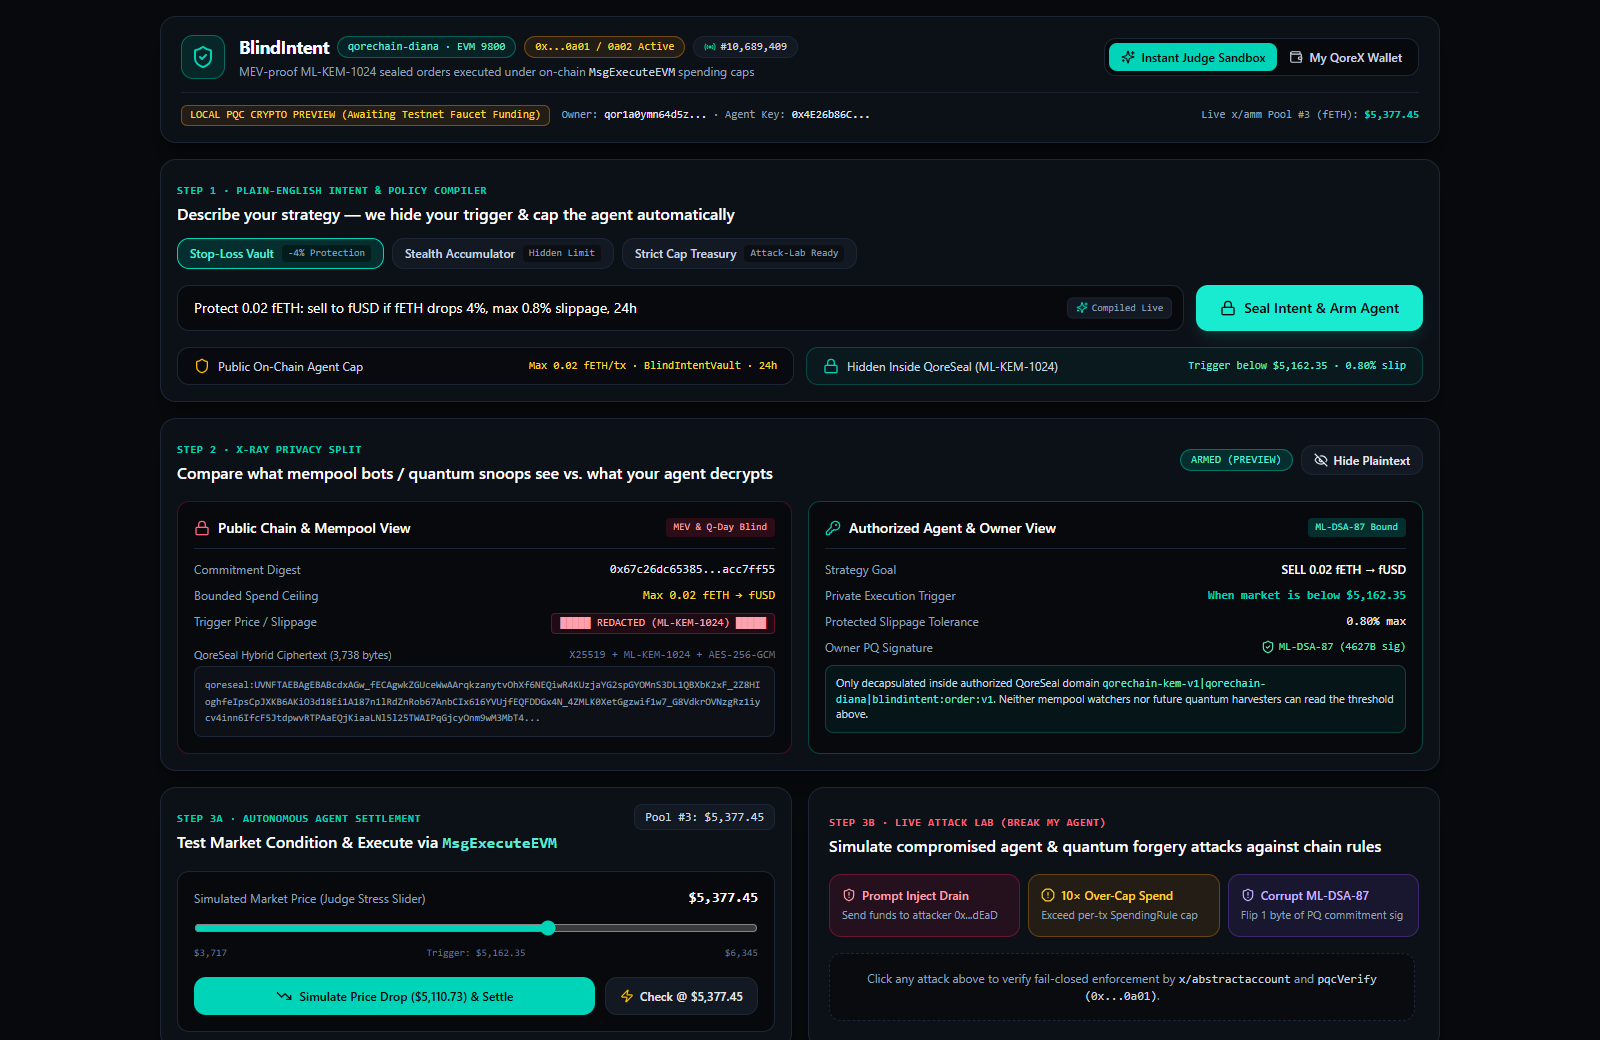 BlindIntent
qorechain-diana · EVM 9800
0x...0a01 / 0a02 Active
#10,689,409
MEV-proof ML-KEM-1024 sealed orders executed under on-chain MsgExecuteEVM spending caps
Instant Judge Sandbox
My QoreX Wallet
LOCAL PQC CRYPTO PREVIEW (Awaiting Testnet Faucet Funding)
Owner: qor1a0ymn64d5z... · Agent Key: 0x4E26b86C...
Live x/amm Pool #3 (fETH): $5,377.45
STEP 1 · PLAIN-ENGLISH INTENT & POLICY COMPILER
Describe your strategy — we hide your trigger & cap the agent automatically
Stop-Loss Vault -4% Protection
Stealth Accumulator Hidden Limit
Strict Cap Treasury Attack-Lab Ready
Protect 0.02 fETH: sell to fUSD if fETH drops 4%, max 0.8% slippage, 24h
Compiled Live
Seal Intent & Arm Agent
Public On-Chain Agent Cap
Max 0.02 fETH/tx · BlindIntentVault · 24h
Hidden Inside QoreSeal (ML-KEM-1024)
Trigger below $5,162.35 · 0.80% slip
STEP 2 · X-RAY PRIVACY SPLIT
Compare what mempool bots / quantum snoops see vs. what your agent decrypts
ARMED (PREVIEW)
Hide Plaintext
Public Chain & Mempool View
MEV & Q-Day Blind
Commitment Digest
0x67c26dc65385...acc7ff55
Bounded Spend Ceiling
Max 0.02 fETH → fUSD
Trigger Price / Slippage
█████ REDACTED (ML-KEM-1024) █████
QoreSeal Hybrid Ciphertext (3,738 bytes)
X25519 + ML-KEM-1024 + AES-256-GCM
qoreseal:UVNFTAEBAgEBABcdxAGw_fECAgwkZGUceWwAArqkzanytvOhXf6NEQiwR4KUzjaYG2spGYOMnS3DL1QBXbK2xF_2Z8HI
oghfeIpsCpJXKB6AKiO3d18Ei1A187n1lRdZnRob67AnbCIx616YVUjfEQFDDGx4N_4ZMLK0XetGgzwif1w7_G8VdkrOVNzgRz1iy
cv4inn6IfcF5JtdpwvRTPAaEQjKiaaLNl5l25TWAIPqGjcyOnm9wM3MbT4...
Authorized Agent & Owner View
ML-DSA-87 Bound
Strategy Goal
SELL 0.02 fETH → fUSD
Private Execution Trigger
When market is below $5,162.35
Protected Slippage Tolerance
0.80% max
Owner PQ Signature
ML-DSA-87 (4627B sig)
Only decapsulated inside authorized QoreSeal domain qorechain-kem-v1|qorechain-
diana|blindintent:order:v1. Neither mempool watchers nor future quantum harvesters can read the threshold
above.
STEP 3A · AUTONOMOUS AGENT SETTLEMENT
Test Market Condition & Execute via MsgExecuteEVM
Pool #3: $5,377.45
Simulated Market Price (Judge Stress Slider)
$5,377.45
$3,717
Trigger: $5,162.35
$6,345
Simulate Price Drop ($5,110.73) & Settle
Check @ $5,377.45
STEP 3B · LIVE ATTACK LAB (BREAK MY AGENT)
Simulate compromised agent & quantum forgery attacks against chain rules
Prompt Inject Drain
Send funds to attacker 0x...dEaD
10× Over-Cap Spend
Exceed per-tx SpendingRule cap
Corrupt ML-DSA-87
Flip 1 byte of PQ commitment sig
Click any attack above to verify fail-closed enforcement by x/abstractaccount and pqcVerify
(0x...0a01).